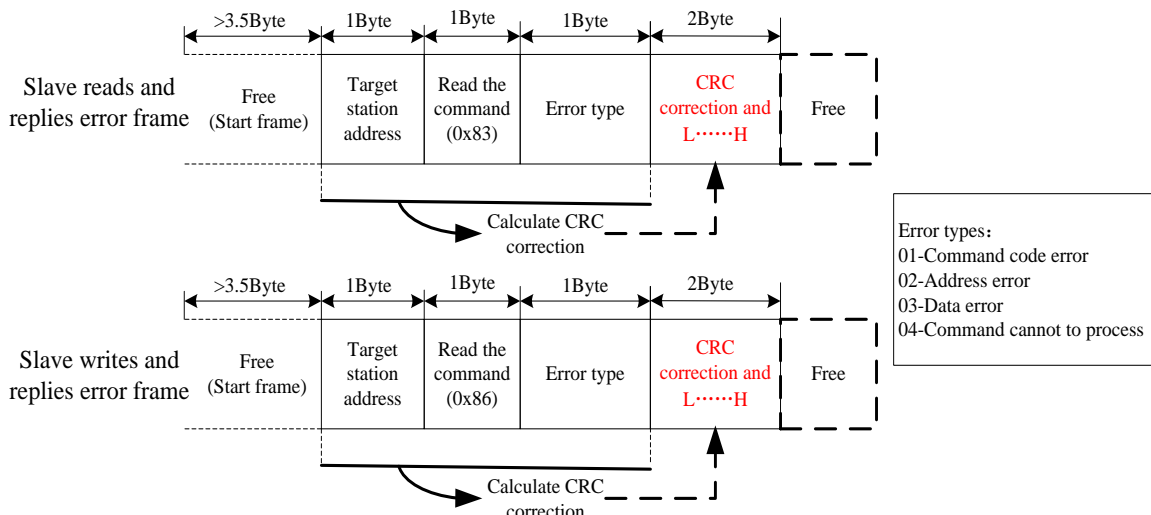 >3.5Byte 1Byte 1Byte 1Byte 2Byte
Slave reads and
replies error frame
Free
(Start frame)
Target
station
address
Read the
command
(0x83)
Error type
CRC
correction and
L······H
Free
Calculate CRC
correction
Error types:
01-Command code error
02-Address error
03-Data error
04-Command cannot to process
>3.5Byte 1Byte 1Byte 1Byte 2Byte
Slave writes and
replies error frame
Free
(Start frame)
Target
station
address
Read the
command
(0x86)
Error type
CRC
correction and
L······H
Free
Calculate CRC
correction